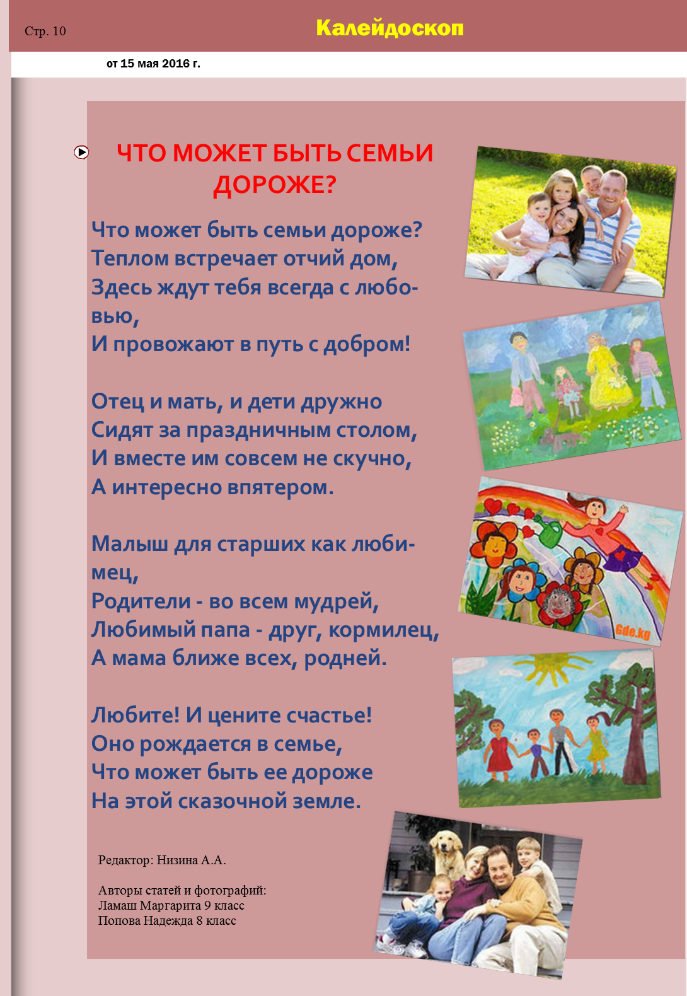 Стр. 10
Калейдоскоп
от 15 мая 2016 г.
ЧТО МОЖЕТ БЫТЬ СЕМЬИ
ДОРОЖЕ?
Что может быть семьи дороже?
Теплом встречает отчий дом,
Здесь ждут тебя всегда с любо-
вью,
И провожают в путь с добром!
Отец и мать, и дети дружно
Сидят за праздничным столом,
И вместе им совсем не скучно,
А интересно впятером.
Малыш для старших как люби-
мец,
Родители - во всем мудрей,
Любимый папа - друг, кормилец,
А мама ближе всех, родней.
Любите! И цените счастье!
Оно рождается в семье,
Что может быть ее дороже
На этой сказочной земле.
Gde.kg
Редактор: Низина А.А.
Авторы статей и фотографий:
Ламаш Маргарита 9 класс
Попова Надежда 8 класс